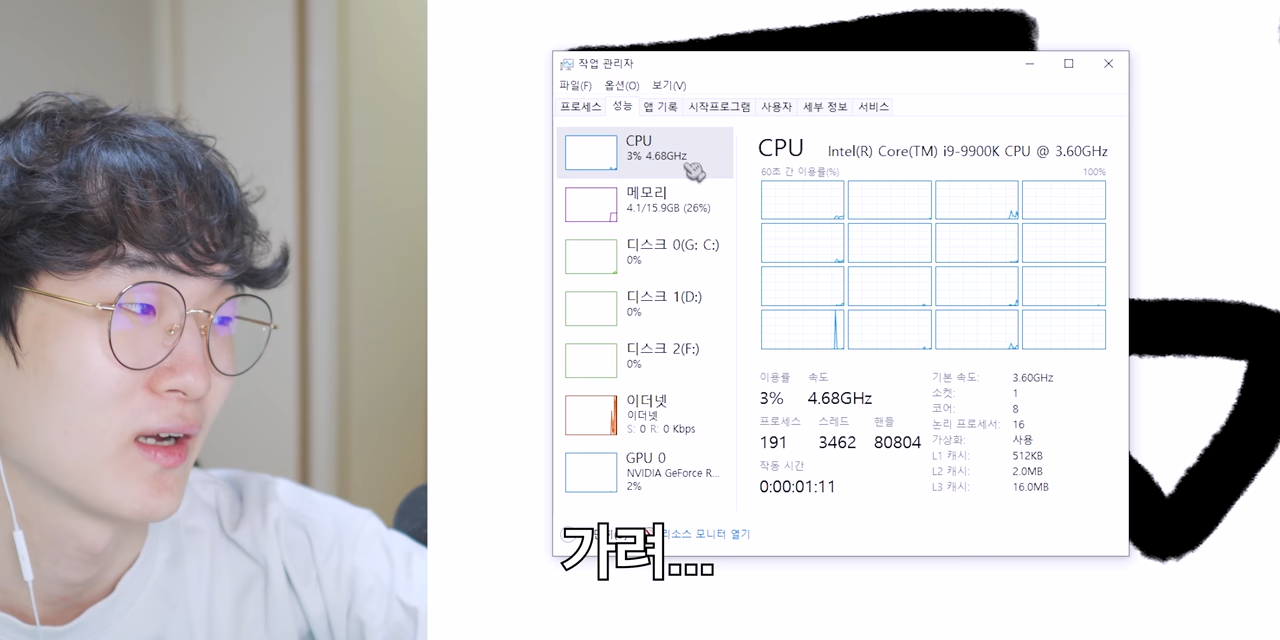 작업 관리자
파일(F) 옵션(O) 보기(V)
프로세스 성능 앱 기록 시작프로그램 사용자 세부 정보 서비스
CPU
3% 4.68GHz
메모리
4.1/15.9GB (26%)
디스크 0(G: C:)
0%
디스크 1(D:)
0%
디스크 2(F:)
0%
이더넷
이더넷
S: 0 R: 0 Kbps
GPU 0
NVIDIA GeForce R...
2%
CPU Intel(R) Core(TM) i9-9900K CPU @ 3.60GHz
60초 간 이용률(%) 100%
이용률 속도
3% 4.68GHz
프로세스 스레드 핸들
191 3462 80804
작동 시간
0:00:01:11
기본 속도: 3.60GHz
소켓: 1
코어: 8
논리 프로세서: 16
가상화: 사용
L1 캐시: 512KB
L2 캐시: 2.0MB
L3 캐시: 16.0MB
모니터 열기
가려...